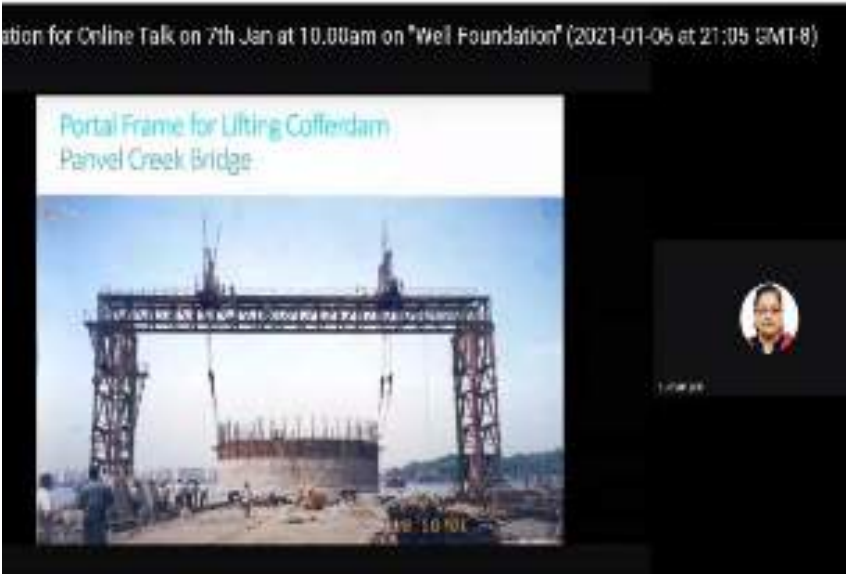 ation for Online Talk on 7th Jan at 10.00am on "Well Foundation" (2021-01-06 at 21:05 GMT-8)
Portal Frame for Lifting Cofferdam
Panvel Creek Bridge